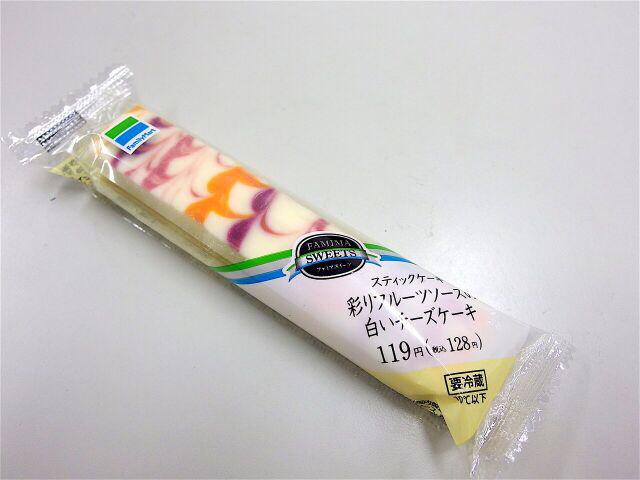 FamilyMart
FAMIMA
SWEETS
ファミマスイーツ
スティックケーキ
彩りフルーツソースの
白いチーズケーキ
119円(税込128円)
要冷蔵
10℃以下